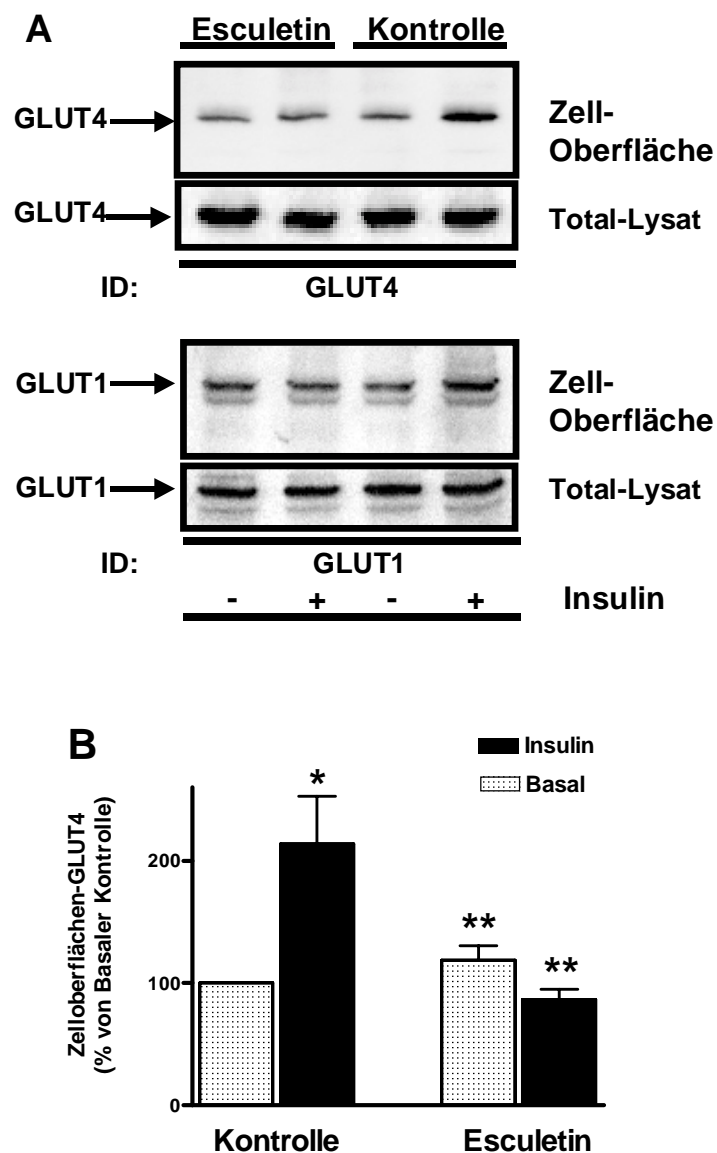 A
Esculetin Kontrolle
GLUT4
Zell-
Oberfläche
GLUT4
Total-Lysat
ID: GLUT4
GLUT1
Zell-
Oberfläche
GLUT1
Total-Lysat
ID: GLUT1
- + - + Insulin
B
Insulin
Basal
Zelloberflächen-GLUT4
(% von Basaler Kontrolle)
200
100
0
*
**
**
Kontrolle Esculetin